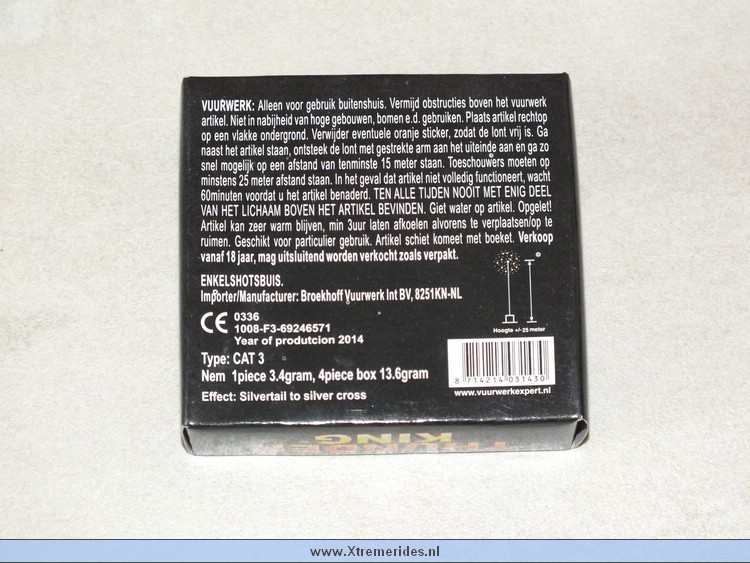 VUURWERK: Alleen voor gebruik buitenshuis. Vermijd obstructies boven het vuurwerk
artikel. Niet in nabijheid van hoge gebouwen, bomen e.d. gebruiken. Plaats artikel rechtop
op een vlakke ondergrond. Verwijder eventuele oranje sticker, zodat de lont vrij is. Ga
naast het artikel staan, ontsteek de lont met gestrekte arm aan het uiteinde aan en ga zo
snel mogelijk op een afstand van tenminste 15 meter staan. Toeschouwers moeten op
minstens 25 meter afstand staan. In het geval dat artikel niet volledig functioneert, wacht
60minuten voordat u het artikel benaderd. TEN ALLE TIJDEN NOOIT MET ENIG DEEL
VAN HET LICHAAM BOVEN HET ARTIKEL BEVINDEN. Giet water op artikel. Opgelet!
Artikel kan zeer warm blijven, min 3uur laten afkoelen alvorens te verplaatsen/op te
ruimen. Geschikt voor particulier gebruik. Artikel schiet komeet met boeket. Verkoop
vanaf 18 jaar, mag uitsluitend worden verkocht zoals verpakt.
ENKELSHOTSBUIS.
Importer/Manufacturer: Broekhoff Vuurwerk Int BV, 8251KN-NL
CE 0336
1008-F3-69246571
Year of produtcion 2014
Type: CAT 3
Nem 1piece 3.4gram, 4piece box 13.6gram
Effect: Silvertail to silver cross
Hoogte +/- 25 meter
8 714214 031430
www.vuurwerkexpert.nl
THUNDER
KING
www.Xtremerides.nl